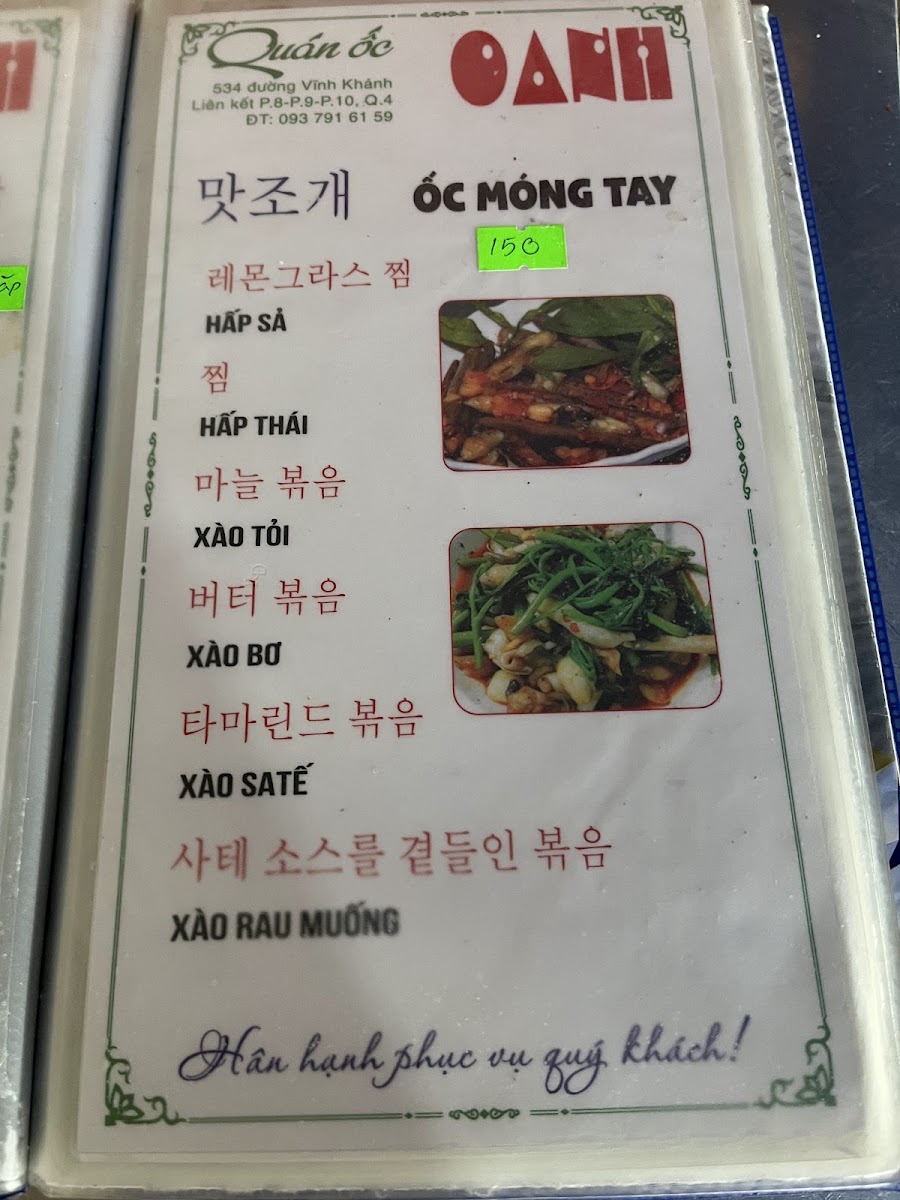 Quán ốc
OANH
534 đường Vĩnh Khánh
Liên kết P.8-P.9-P.10, Q.4
ĐT: 093 791 61 59
맛조개
ỐC MÓNG TAY
150
레몬그라스 찜
HẤP SẢ
찜
HẤP THÁI
마늘 볶음
XÀO TỎI
버터 볶음
XÀO BƠ
타마린드 볶음
XÀO SATẾ
사테 소스를 곁들인 볶음
XÀO RAU MUỐNG
Hân hạnh phục vụ quý khách!